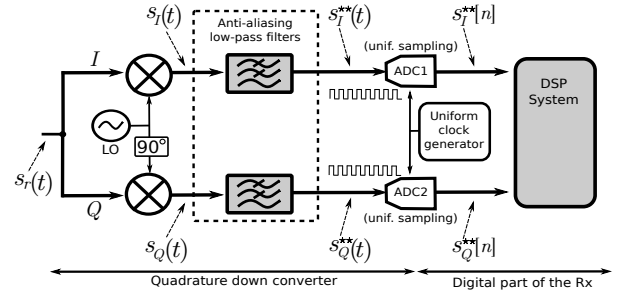 s_I(t)
Anti-aliasing
low-pass filters
s_I^★★(t)
s_I^★★[n]
(unif. sampling)
I
ADC1
DSP
System
LO
90°
Uniform
clock
generator
s_r(t)
Q
ADC2
(unif. sampling)
s_Q(t)
s_Q^★★(t)
s_Q^★★[n]
Quadrature down converter
Digital part of the Rx